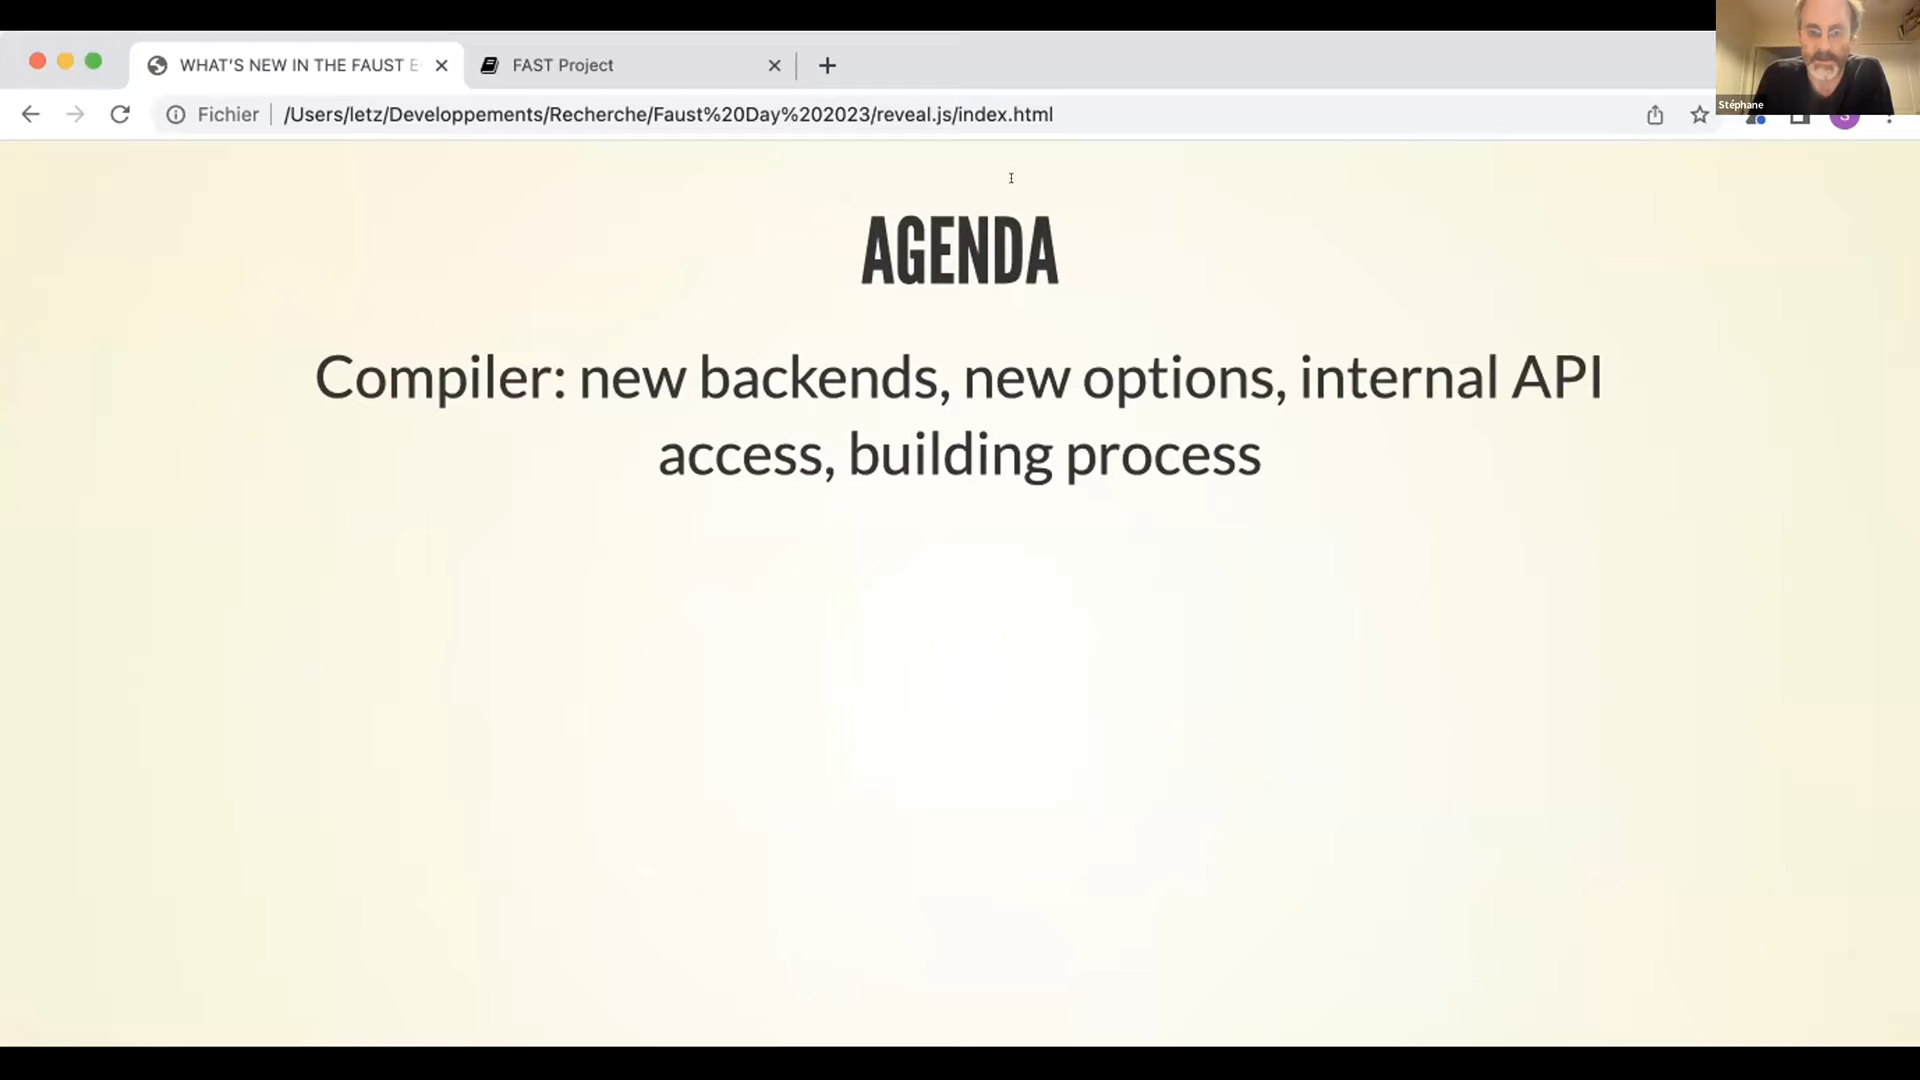 WHAT'S NEW IN THE FAUST E
FAST Project
Fichier
/Users/letz/Developpements/Recherche/Faust%20Day%202023/reveal.js/index.html
Stéphane
AGENDA
Compiler: new backends, new options, internal API
access, building process